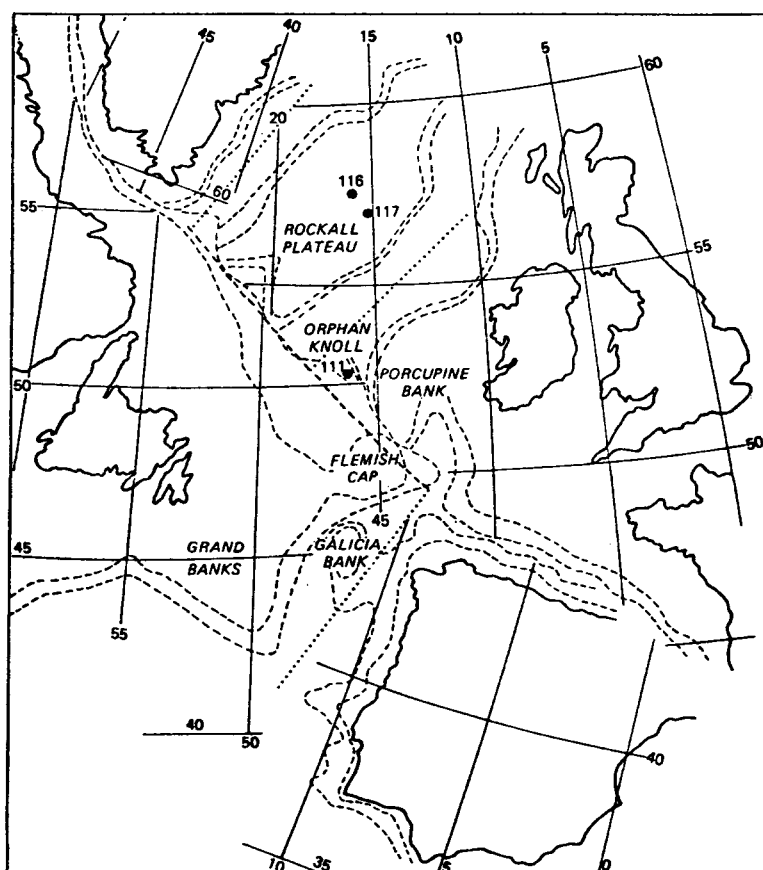 45
40
15
10
5
60
20
116
117
60
55
ROCKALL
PLATEAU
55
ORPHAN
KNOLL
111
50
PORCUPINE
BANK
50
FLEMISH
CAP
45
45
GRAND
BANKS
GALICIA
BANK
55
40
50
40
10
35
5
0